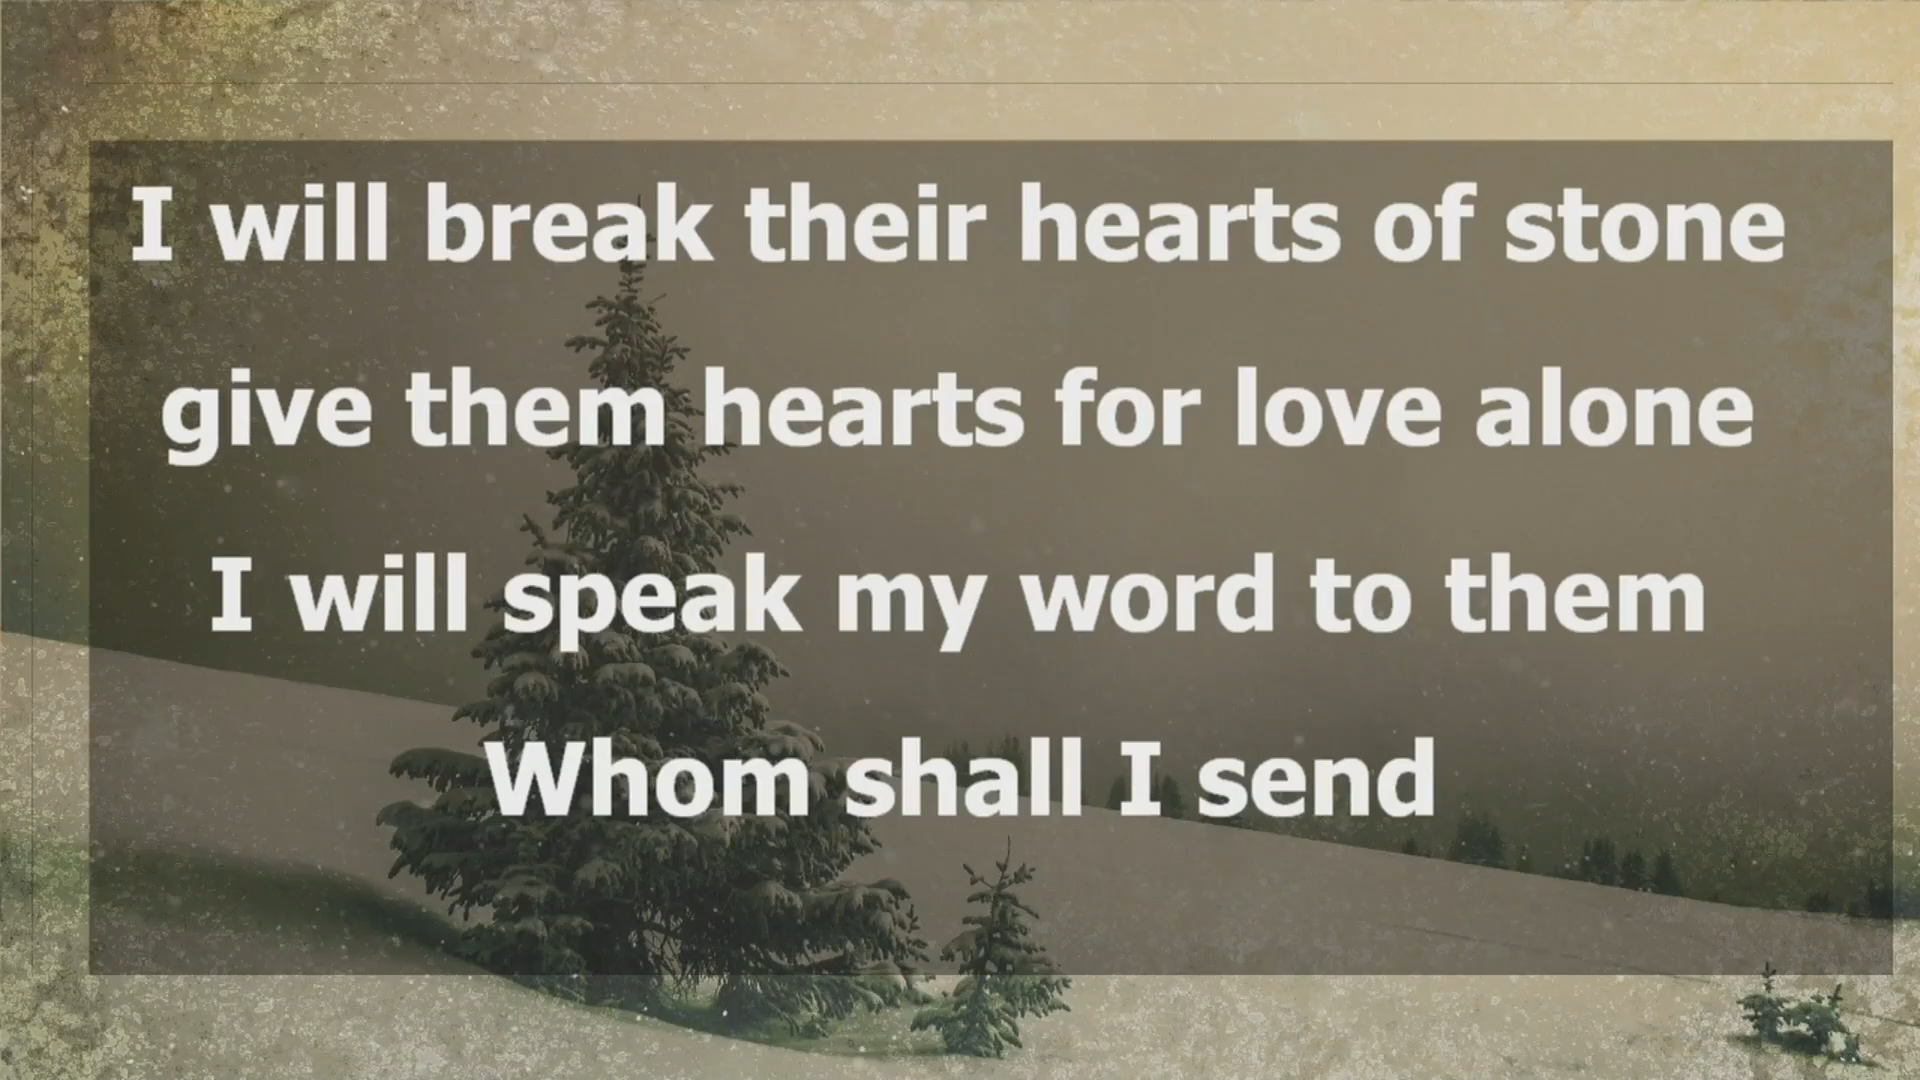 I will break their hearts of stone
give them hearts for love alone
I will speak my word to them
Whom shall I send